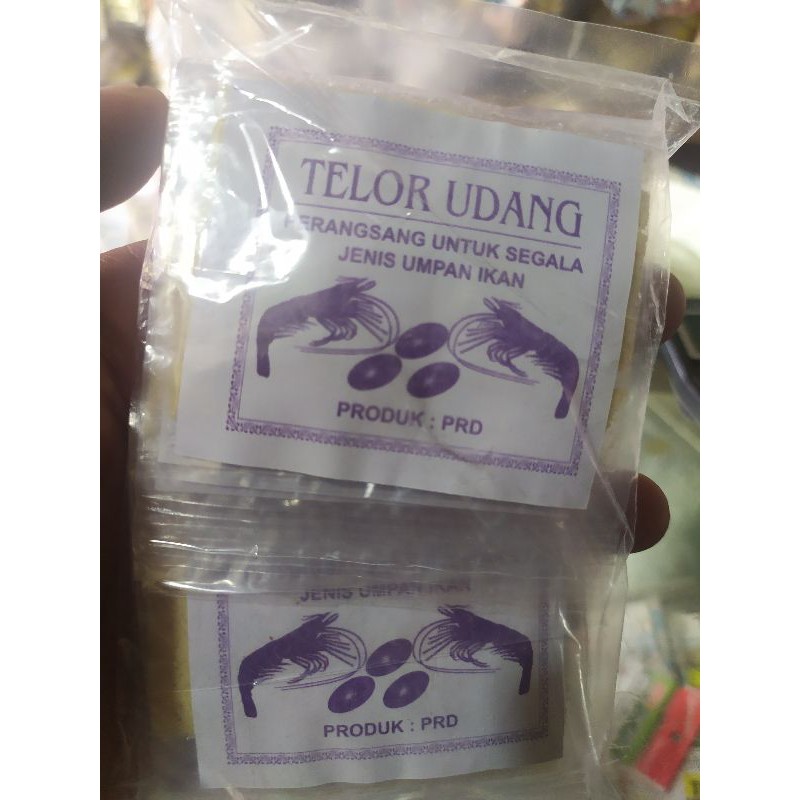 TELOR UDANG
PERANGSANG UNTUK SEGALA
JENIS UMPAN IKAN
PRODUK : PRD
JENIS UMPAN IKAN
PRODUK : PRD